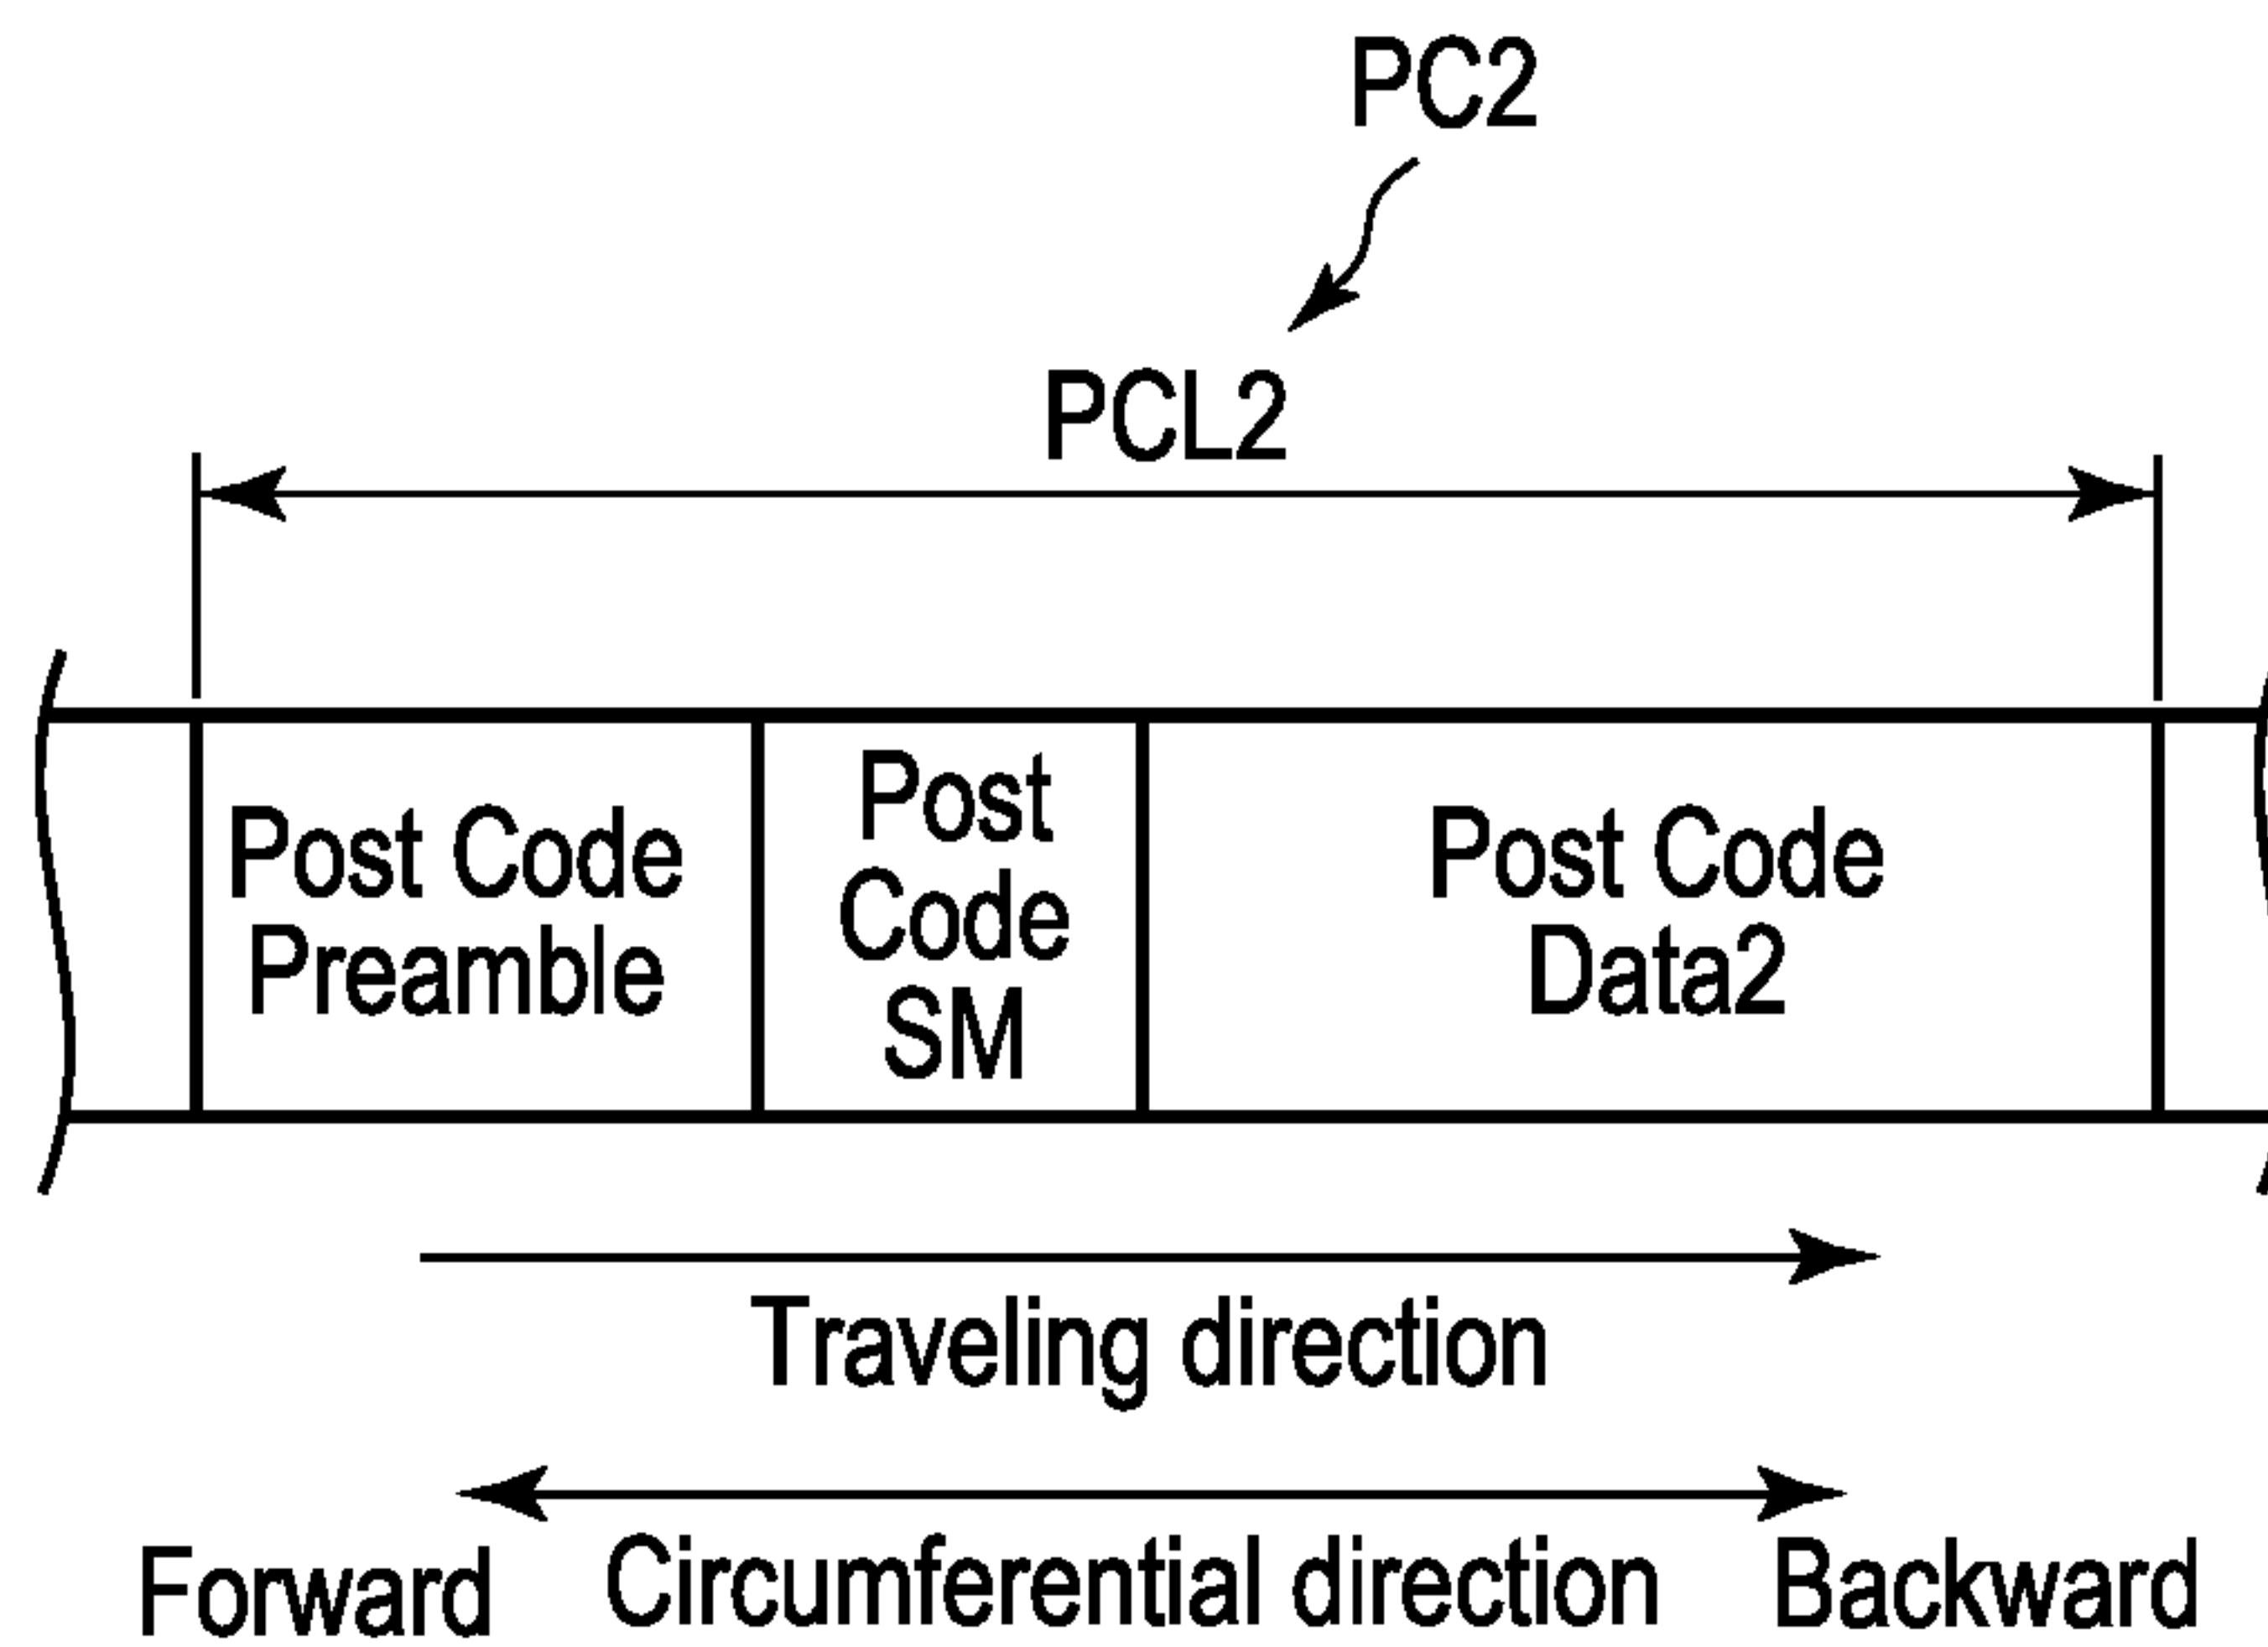 PC2
PCL2
Post Code
Preamble
Post
Code
SM
Post Code
Data2
Traveling direction
Forward
Circumferential direction
Backward